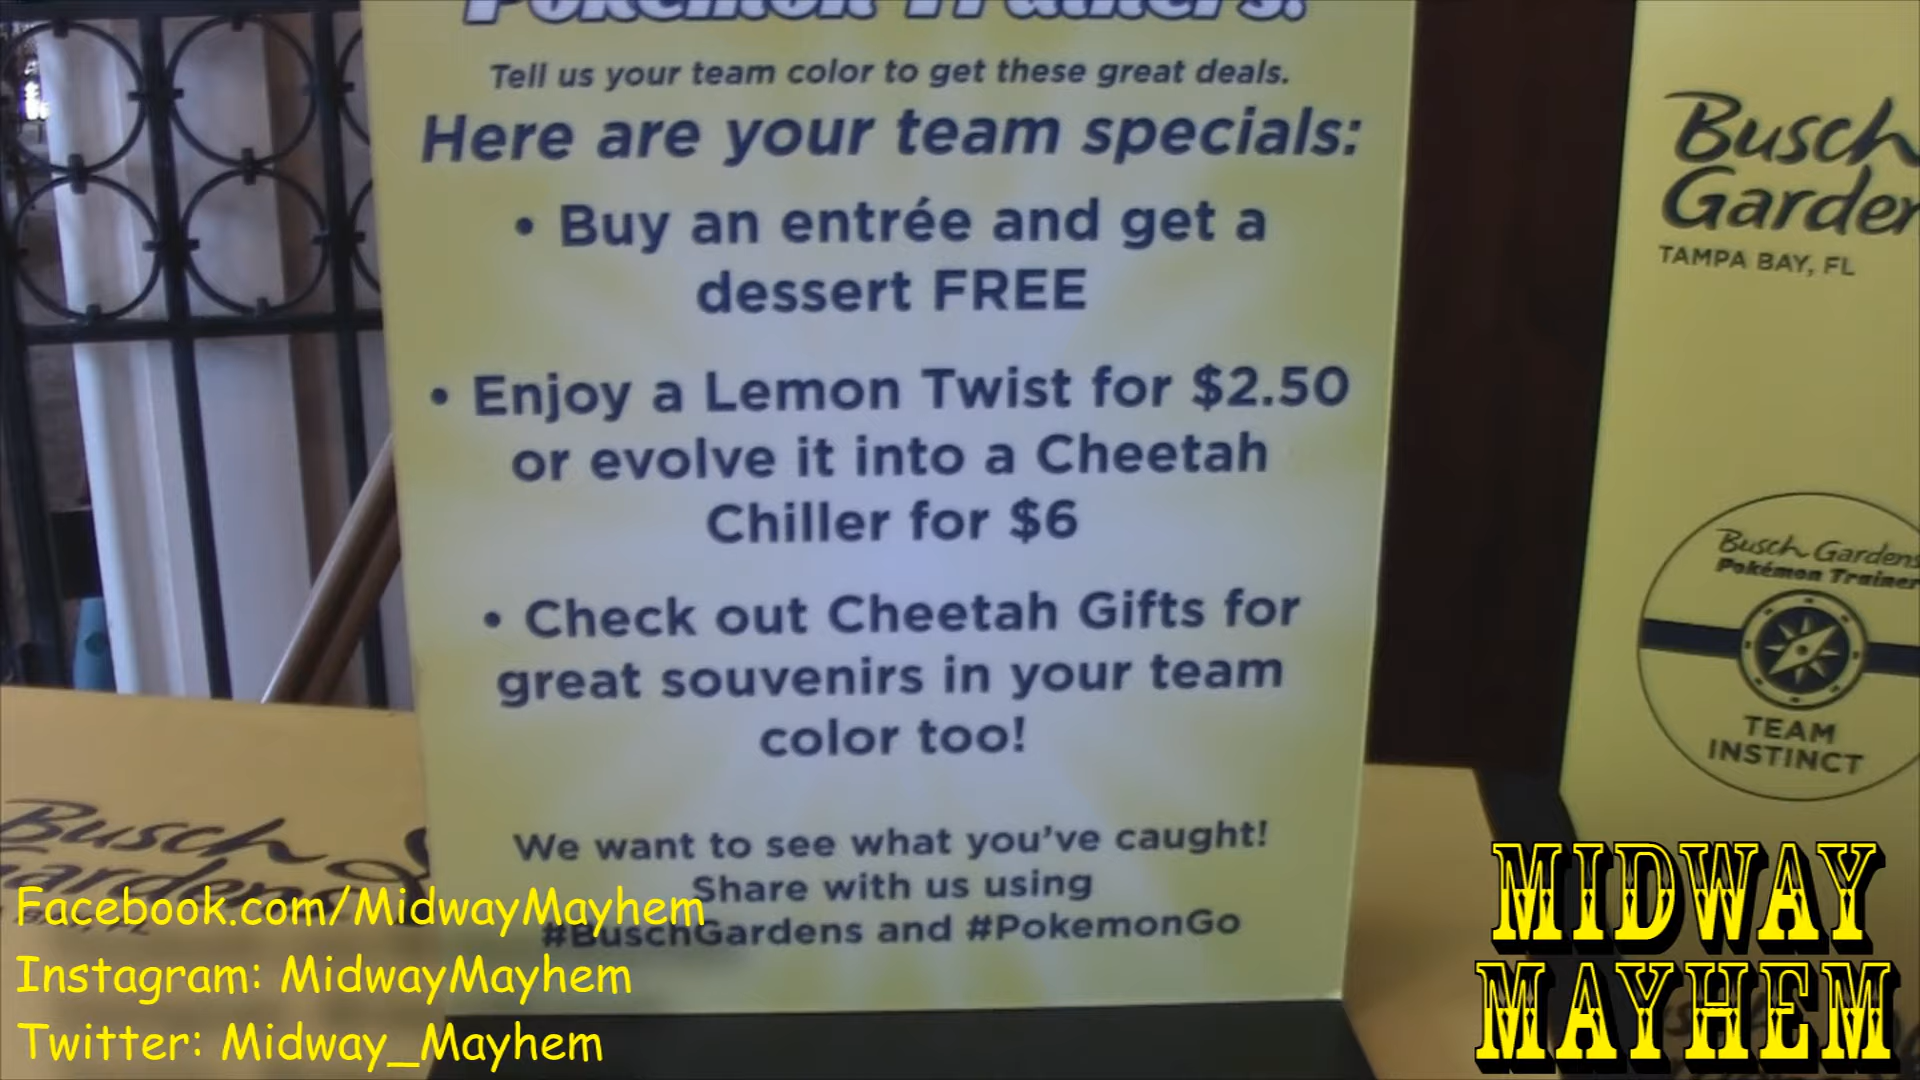 Pokémon Trainers!
Tell us your team color to get these great deals.
Here are your team specials:
• Buy an entrée and get a
dessert FREE
• Enjoy a Lemon Twist for $2.50
or evolve it into a Cheetah
Chiller for $6
• Check out Cheetah Gifts for
great souvenirs in your team
color too!
We want to see what you've caught!
Share with us using
#BuschGardens and #PokemonGo
Busch
Garden
TAMPA BAY, FL
Busch Gardens
Pokémon Trainer
TEAM
INSTINCT
Busch
Gardens
Facebook.com/MidwayMayhem
Instagram: MidwayMayhem
Twitter: Midway_Mayhem
MIDWAY
MAYHEM